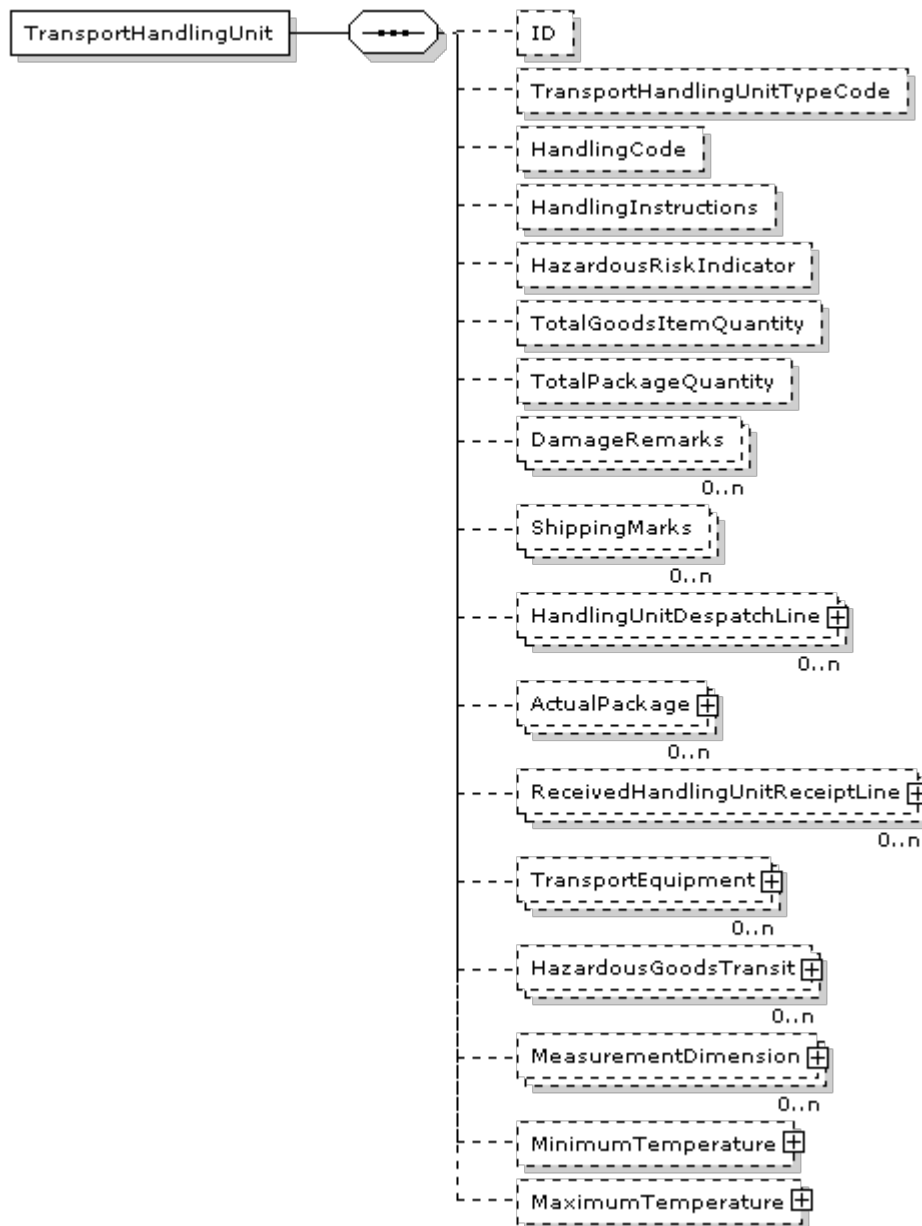 TransportHandlingUnit
ID
TransportHandlingUnitTypeCode
HandlingCode
HandlingInstructions
HazardousRiskIndicator
TotalGoodsItemQuantity
TotalPackageQuantity
DamageRemarks
0..n
ShippingMarks
0..n
HandlingUnitDespatchLine
0..n
ActualPackage
0..n
ReceivedHandlingUnitReceiptLine
0..n
TransportEquipment
0..n
HazardousGoodsTransit
0..n
MeasurementDimension
0..n
MinimumTemperature
MaximumTemperature